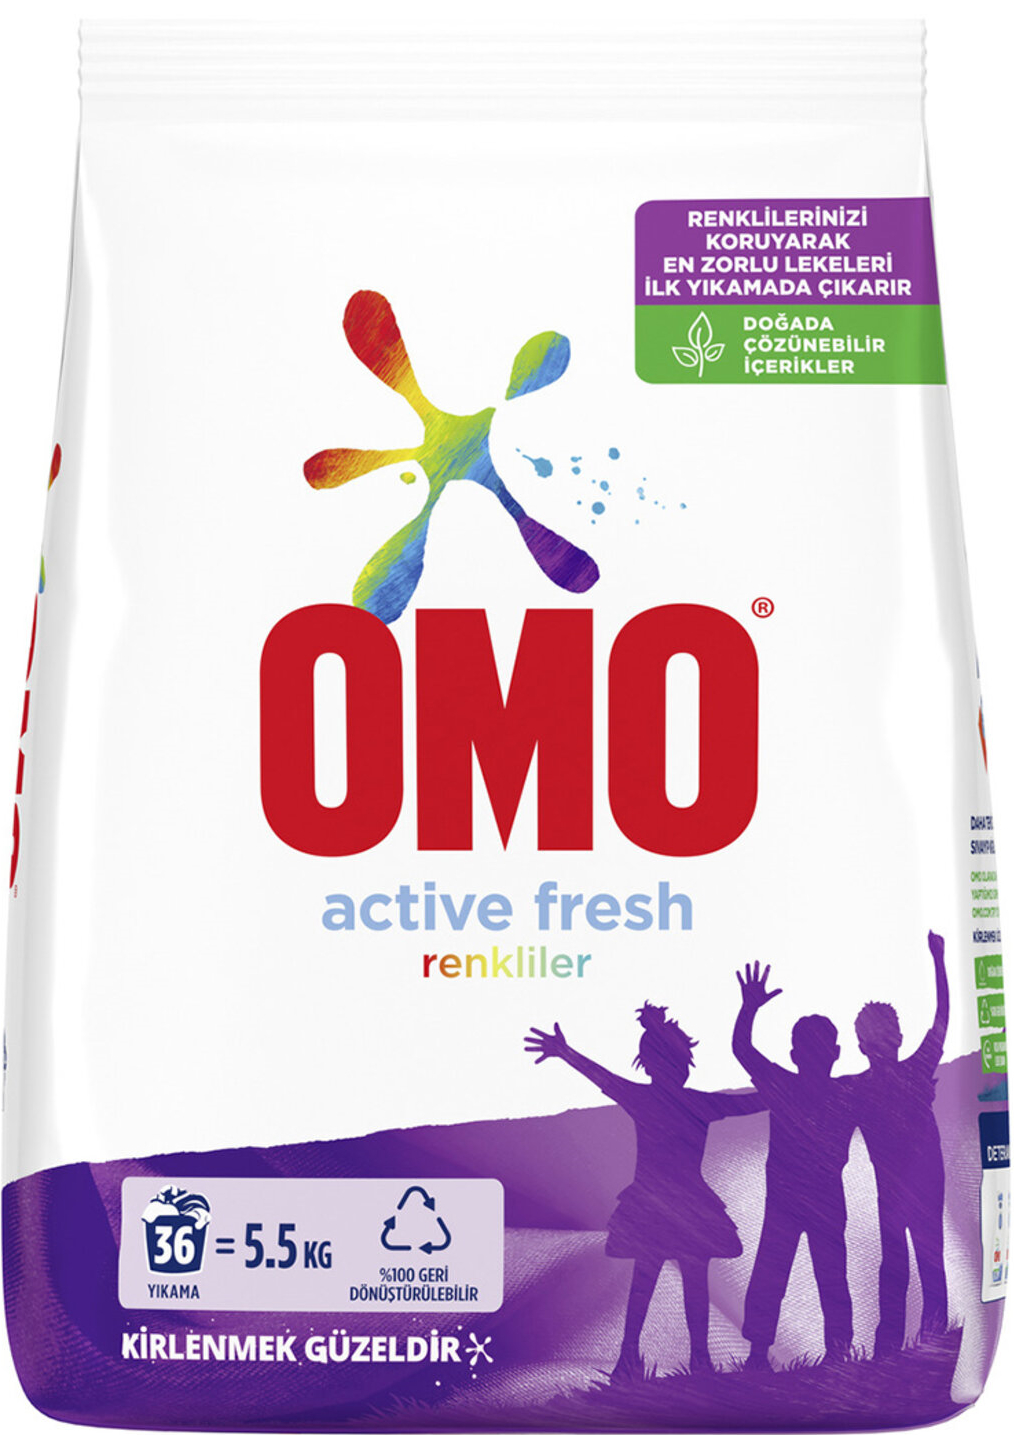 RENKLİLERİNİZİ
KORUYARAK
EN ZORLU LEKELERİ
İLK YIKAMADA ÇIKARIR
DOĞADA
ÇÖZÜNEBİLİR
İÇERİKLER
OMO®
active fresh
renkliler
36 = 5.5 KG
YIKAMA
%100 GERİ
DÖNÜŞTÜRÜLEBİLİR
KİRLENMEK GÜZELDİR